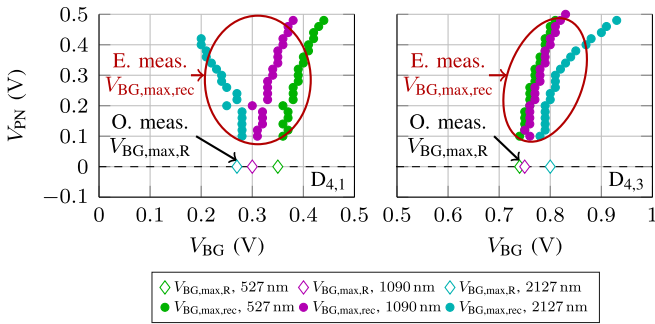 0.5
0.4
0.3
0.2
0.1
0
−0.1
V_PN (V)
E. meas.
V_BG,max,rec
O. meas.
V_BG,max,R
D_4,1
0 0.1 0.2 0.3 0.4 0.5
V_BG (V)
E. meas.
V_BG,max,rec
O. meas.
V_BG,max,R
D_4,3
0.5 0.6 0.7 0.8 0.9 1
V_BG (V)
V_BG,max,R, 527 nm V_BG,max,R, 1090 nm V_BG,max,R, 2127 nm
V_BG,max,rec, 527 nm V_BG,max,rec, 1090 nm V_BG,max,rec, 2127 nm